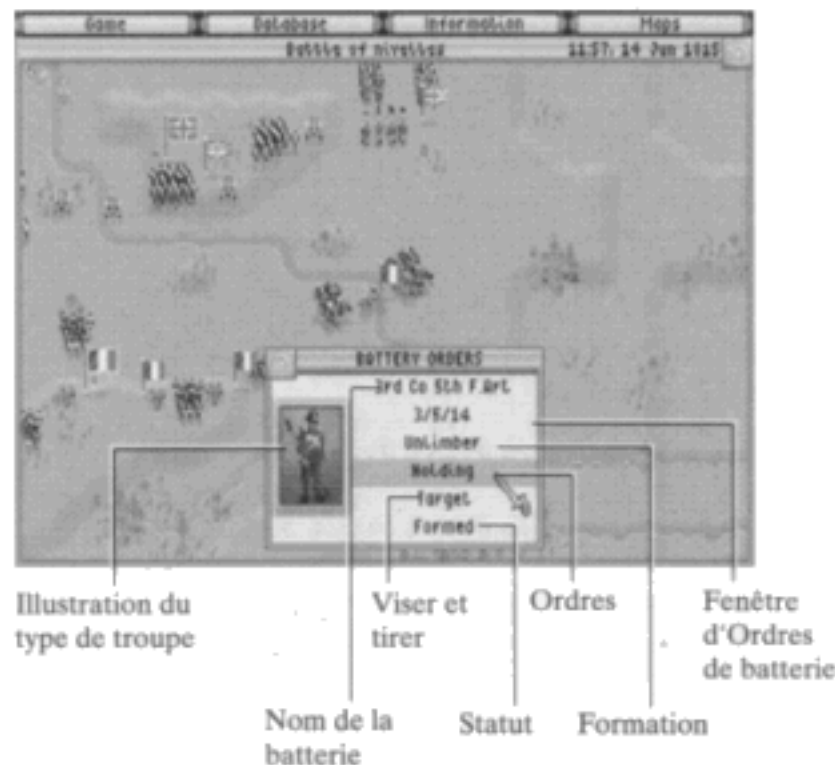 Game Database Information Maps
Battle of nivelles 11:57: 14 Jun 1815
BATTERY ORDERS
3rd Co 5th F.Art
3/5/14
Unlimber
Holding
Target
Formed
Illustration du
type de troupe
Viser et
tirer
Ordres
Fenêtre
d'Ordres
de batterie
Nom de la
batterie
Statut
Formation